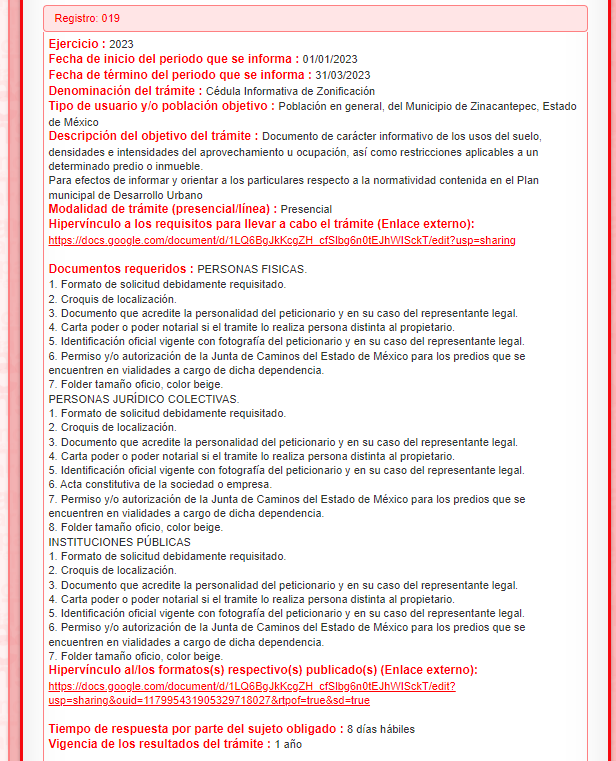 Registro: 019
Ejercicio : 2023
Fecha de inicio del periodo que se informa : 01/01/2023
Fecha de término del periodo que se informa : 31/03/2023
Denominación del trámite : Cédula Informativa de Zonificación
Tipo de usuario y/o población objetivo : Población en general, del Municipio de Zinacantepec, Estado
de México
Descripción del objetivo del trámite : Documento de carácter informativo de los usos del suelo,
densidades e intensidades del aprovechamiento u ocupación, así como restricciones aplicables a un
determinado predio o inmueble.
Para efectos de informar y orientar a los particulares respecto a la normatividad contenida en el Plan
municipal de Desarrollo Urbano
Modalidad de trámite (presencial/línea) : Presencial
Hipervínculo a los requisitos para llevar a cabo el trámite (Enlace externo):
https://docs.google.com/document/d/1LQ6BgJkKcgZH_cfSIbg6n0tEJhWISckT/edit?usp=sharing
Documentos requeridos : PERSONAS FISICAS.
1. Formato de solicitud debidamente requisitado.
2. Croquis de localización.
3. Documento que acredite la personalidad del peticionario y en su caso del representante legal.
4. Carta poder o poder notarial si el tramite lo realiza persona distinta al propietario.
5. Identificación oficial vigente con fotografía del peticionario y en su caso del representante legal.
6. Permiso y/o autorización de la Junta de Caminos del Estado de México para los predios que se
encuentren en vialidades a cargo de dicha dependencia.
7. Folder tamaño oficio, color beige.
PERSONAS JURÍDICO COLECTIVAS.
1. Formato de solicitud debidamente requisitado.
2. Croquis de localización.
3. Documento que acredite la personalidad del peticionario y en su caso del representante legal.
4. Carta poder o poder notarial si el tramite lo realiza persona distinta al propietario.
5. Identificación oficial vigente con fotografía del peticionario y en su caso del representante legal.
6. Acta constitutiva de la sociedad o empresa.
7. Permiso y/o autorización de la Junta de Caminos del Estado de México para los predios que se
encuentren en vialidades a cargo de dicha dependencia.
8. Folder tamaño oficio, color beige.
INSTITUCIONES PÚBLICAS
1. Formato de solicitud debidamente requisitado.
2. Croquis de localización.
3. Documento que acredite la personalidad del peticionario y en su caso del representante legal.
4. Carta poder o poder notarial si el tramite lo realiza persona distinta al propietario.
5. Identificación oficial vigente con fotografía del peticionario y en su caso del representante legal.
6. Permiso y/o autorización de la Junta de Caminos del Estado de México para los predios que se
encuentren en vialidades a cargo de dicha dependencia.
7. Folder tamaño oficio, color beige.
Hipervínculo al/los formatos(s) respectivo(s) publicado(s) (Enlace externo):
https://docs.google.com/document/d/1LQ6BgJkKcgZH_cfSIbg6n0tEJhWISckT/edit?
usp=sharing&ouid=117995431905329718027&rtpof=true&sd=true
Tiempo de respuesta por parte del sujeto obligado : 8 días hábiles
Vigencia de los resultados del trámite : 1 año